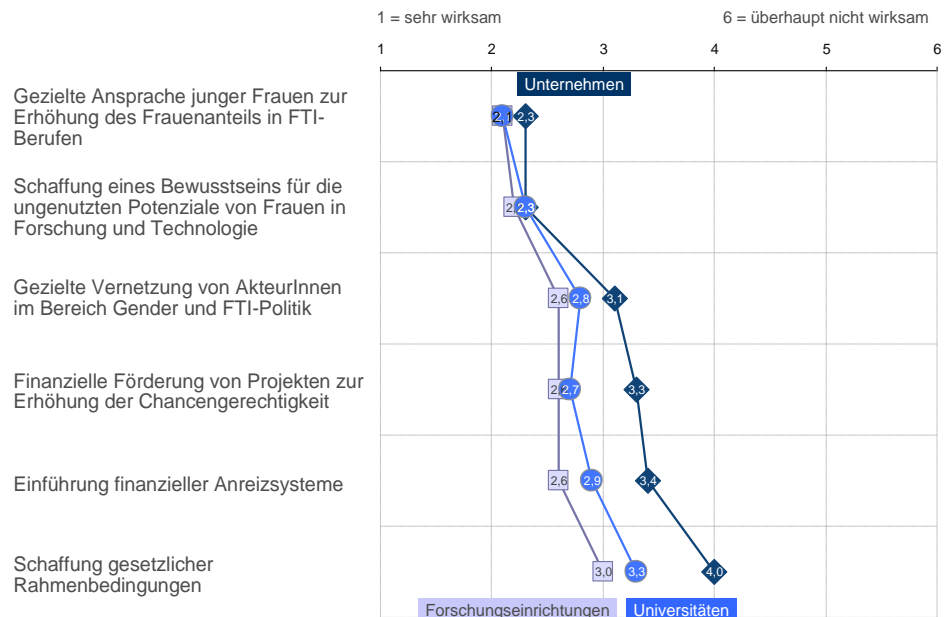 1 = sehr wirksam 6 = überhaupt nicht wirksam
1 2 3 4 5 6
Unternehmen
Gezielte Ansprache junger Frauen zur
Erhöhung des Frauenanteils in FTI-
Berufen
2,1 2,3
Schaffung eines Bewusstseins für die
ungenutzten Potenziale von Frauen in
Forschung und Technologie
2,3
Gezielte Vernetzung von AkteurInnen
im Bereich Gender und FTI-Politik
2,6 2,8 3,1
Finanzielle Förderung von Projekten zur
Erhöhung der Chancengerechtigkeit
2,7 3,3
Einführung finanzieller Anreizsysteme
2,6 2,9 3,4
Schaffung gesetzlicher
Rahmenbedingungen
3,0 3,3 4,0
Forschungseinrichtungen Universitäten